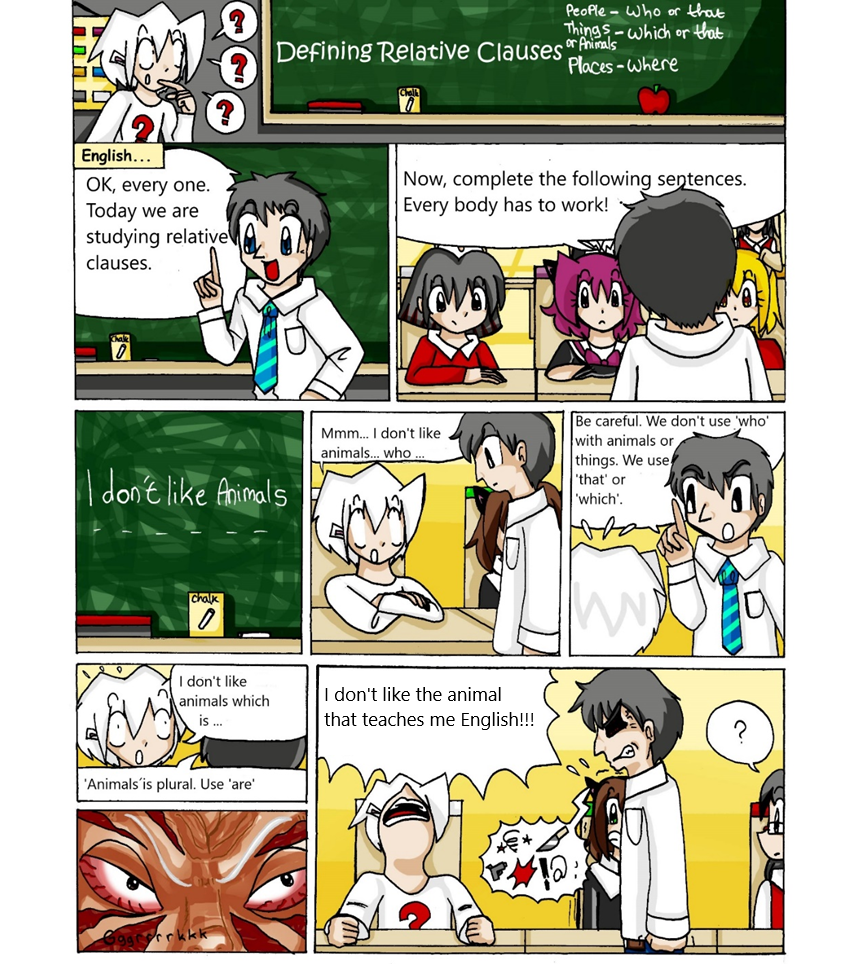 ?
?
?
?
Defining Relative Clauses
People - Who or that
Things - Which or that
or Animals
Places - Where
Chalk
English...
OK, every one.
Today we are
studying relative
clauses.
Chalk
Now, complete the following sentences.
Every body has to work!
I don't like Animals
_ _ _ _ _ _
Chalk
Mmm... I don't like
animals... who ...
Be careful. We don't use 'who'
with animals or
things. We use
'that' or
'which'.
I don't like
animals which
is ...
'Animals´is plural. Use 'are'
Gggrrrrkkk
I don't like the animal
that teaches me English!!!
?
*€*
!@:
?